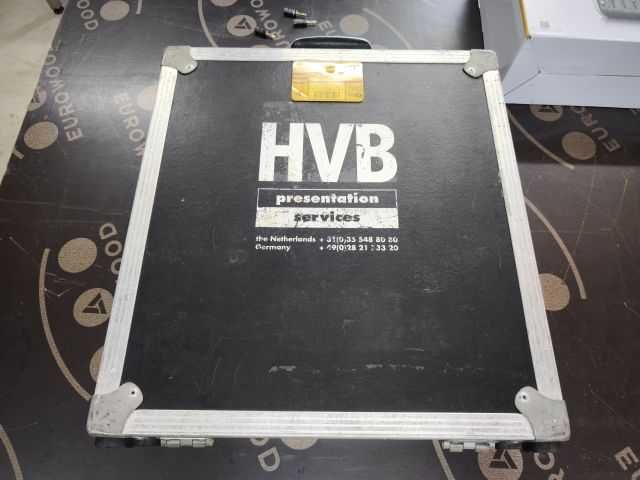 HVB
presentation
services
the Netherlands + 31(0)35 548 80 80
Germany + 49(0)28 21 33 20
EUROWOOD
EUROWOOD